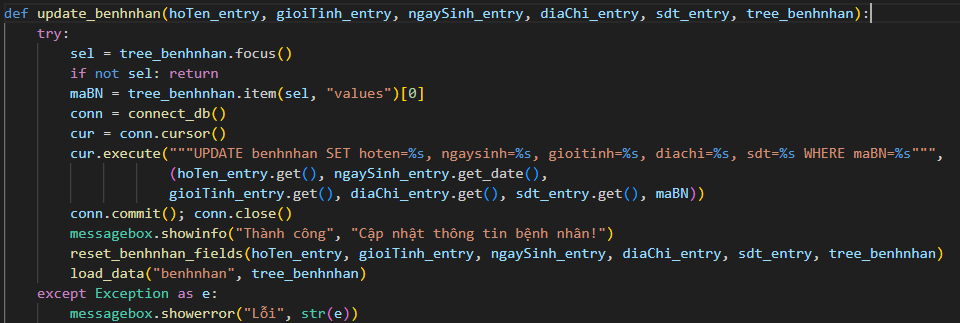 def update_benhnhan(hoTen_entry, gioiTinh_entry, ngaySinh_entry, diaChi_entry, sdt_entry, tree_benhnhan):
    try:
        sel = tree_benhnhan.focus()
        if not sel: return
        maBN = tree_benhnhan.item(sel, "values")[0]
        conn = connect_db()
        cur = conn.cursor()
        cur.execute("""UPDATE benhnhan SET hoten=%s, ngaysinh=%s, gioitinh=%s, diachi=%s, sdt=%s WHERE maBN=%s""",
                    (hoTen_entry.get(), ngaySinh_entry.get_date(),
                    gioiTinh_entry.get(), diaChi_entry.get(), sdt_entry.get(), maBN))
        conn.commit(); conn.close()
        messagebox.showinfo("Thành công", "Cập nhật thông tin bệnh nhân!")
        reset_benhnhan_fields(hoTen_entry, gioiTinh_entry, ngaySinh_entry, diaChi_entry, sdt_entry, tree_benhnhan)
        load_data("benhnhan", tree_benhnhan)
    except Exception as e:
        messagebox.showerror("Lỗi", str(e))